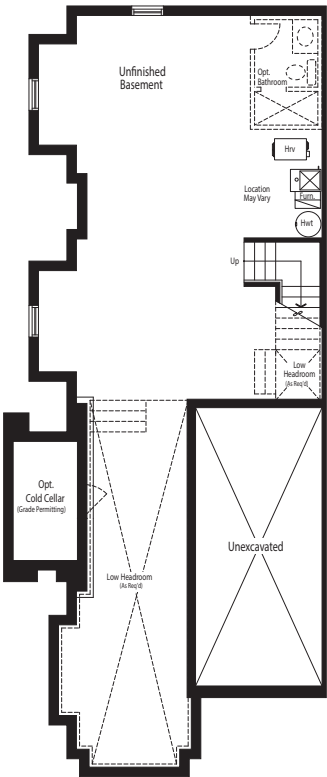 Unfinished
Basement
Opt.
Bathroom
Hrv
Location
May Vary
Furn.
Hwt
Up
Low
Headroom
(As Req'd)
Opt.
Cold Cellar
(Grade Permitting)
Unexcavated
Low Headroom
(As Req'd)